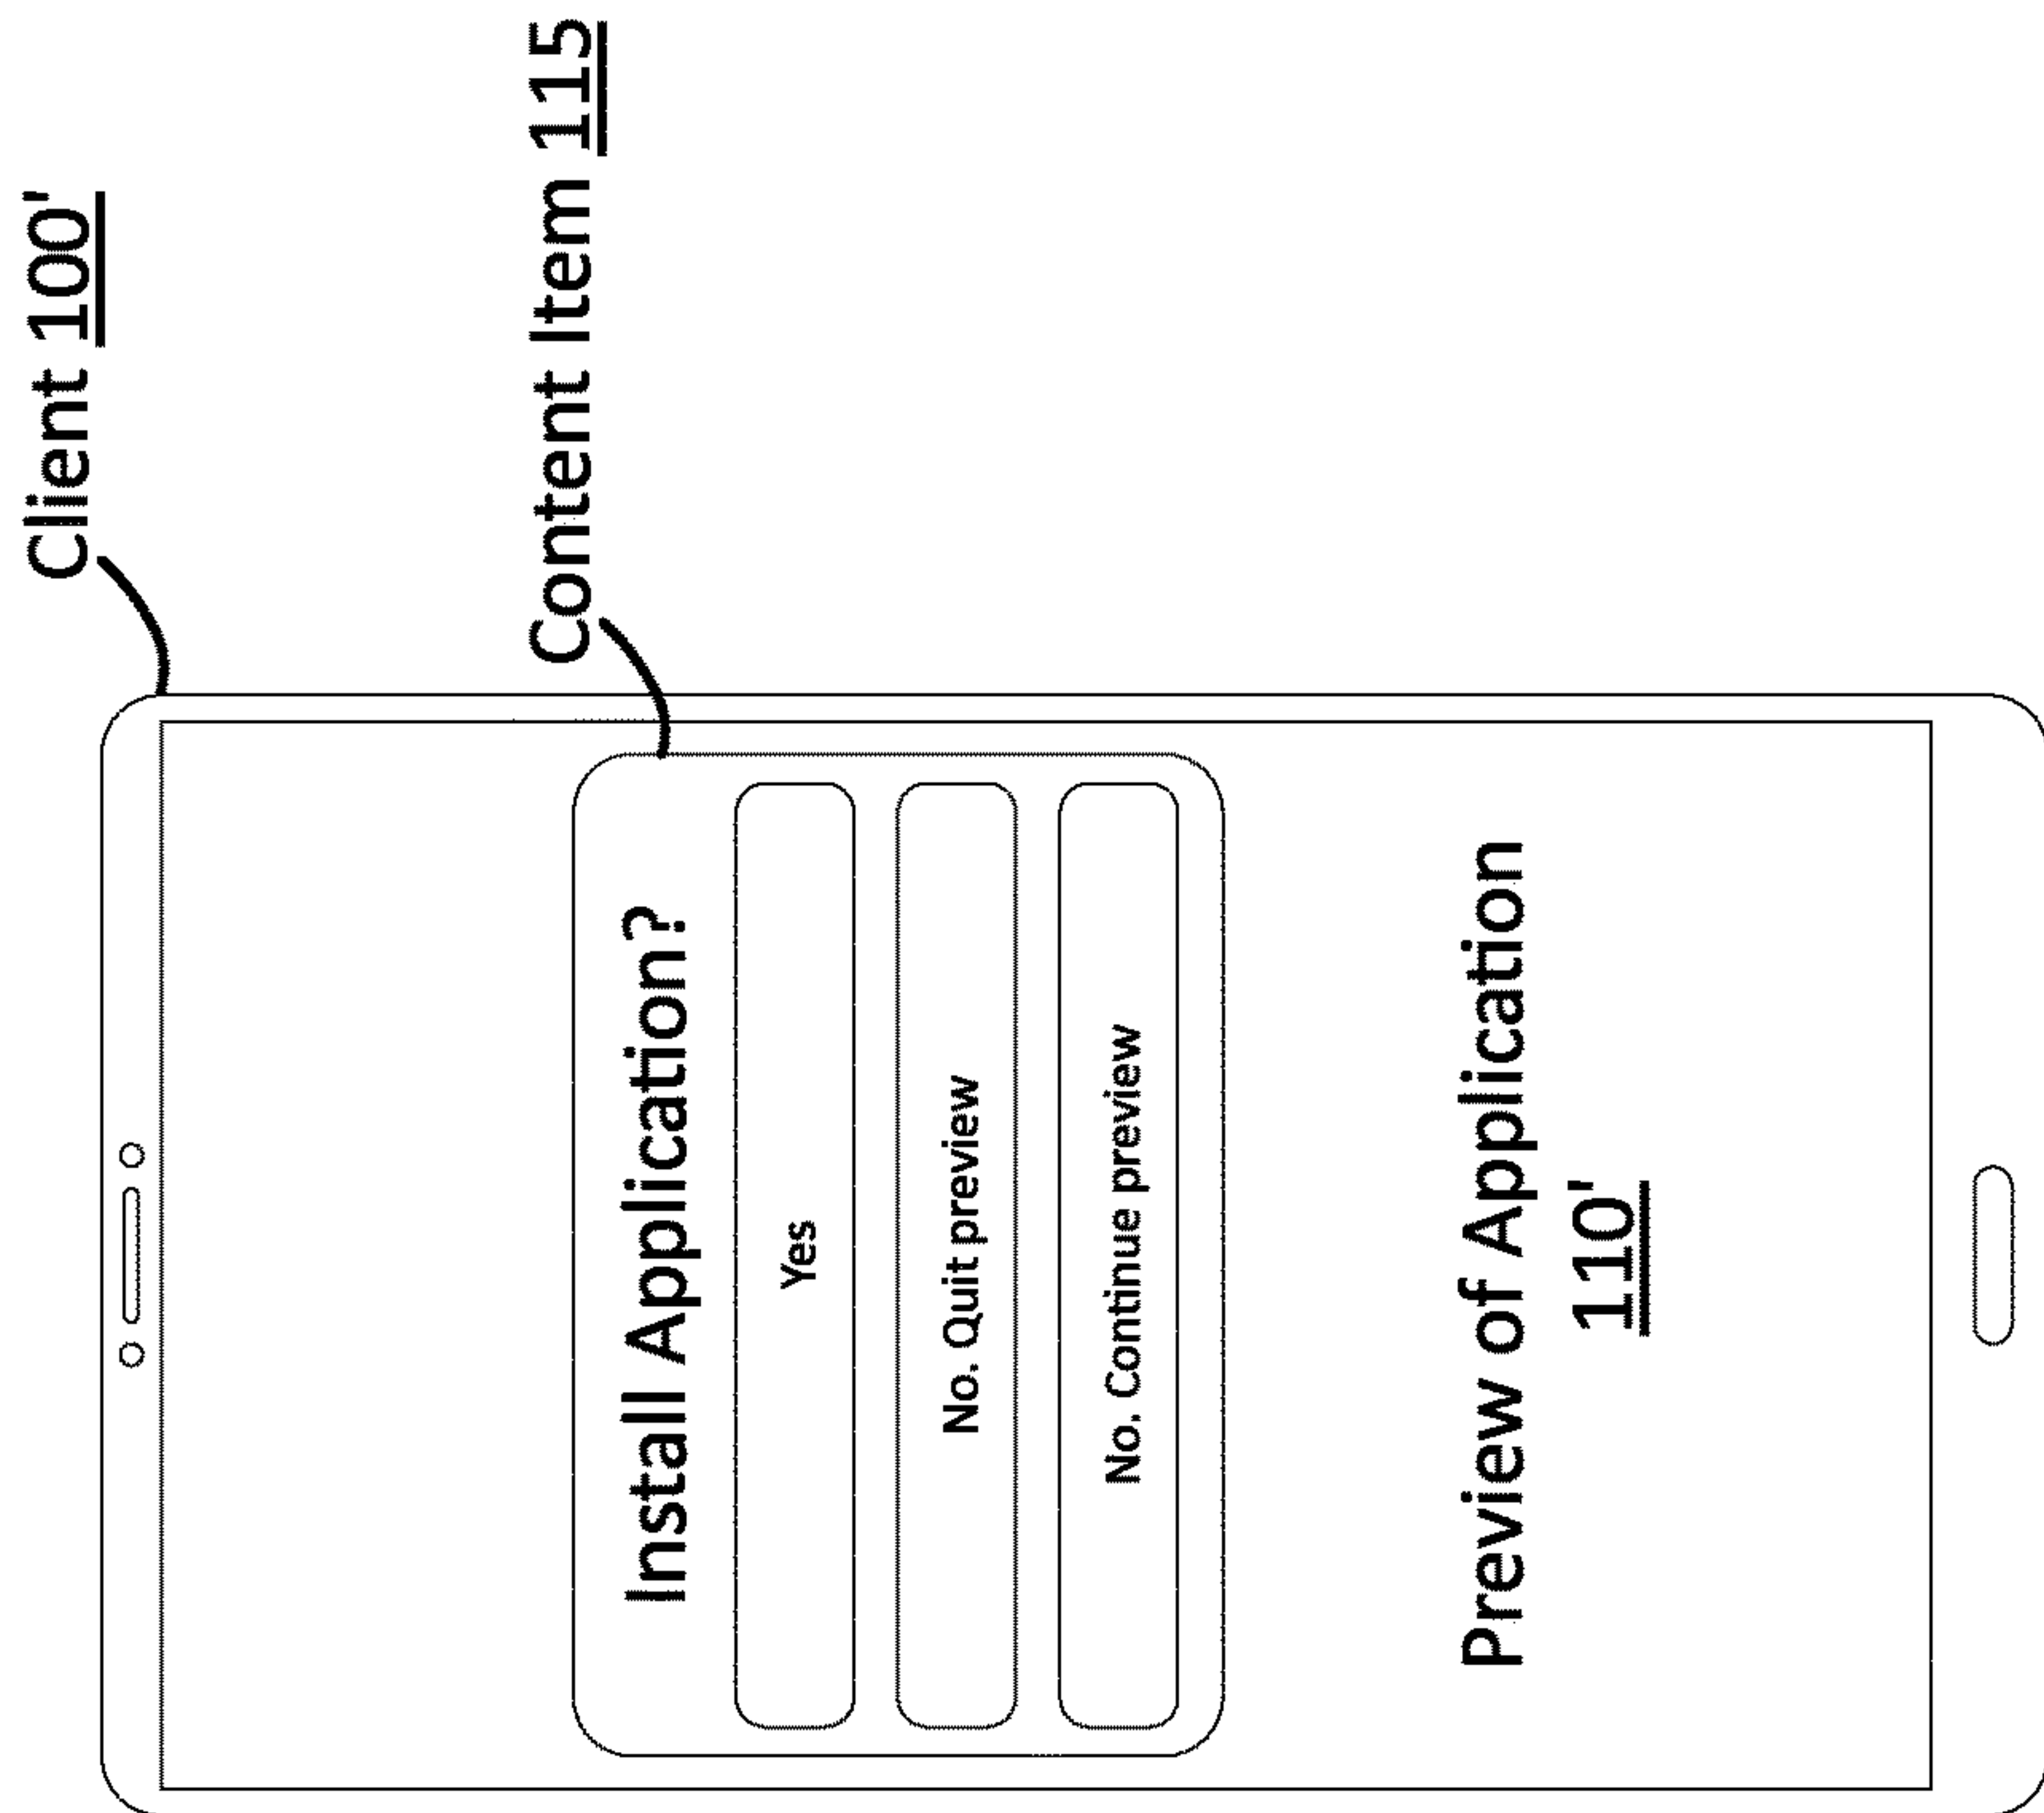 Client 100'
Content Item 115
Install Application?
Yes
No. Quit preview
No. Continue preview
Preview of Application
110'